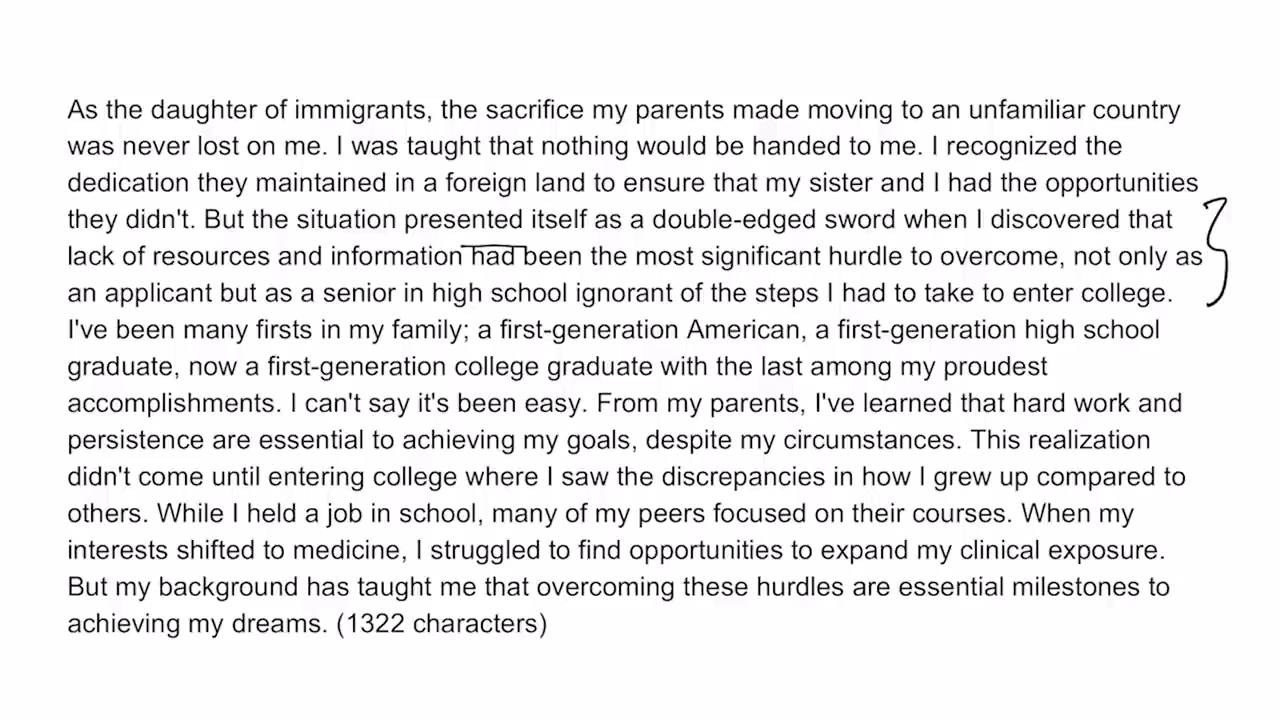 As the daughter of immigrants, the sacrifice my parents made moving to an unfamiliar country
was never lost on me. I was taught that nothing would be handed to me. I recognized the
dedication they maintained in a foreign land to ensure that my sister and I had the opportunities
they didn't. But the situation presented itself as a double-edged sword when I discovered that
lack of resources and information had been the most significant hurdle to overcome, not only as
an applicant but as a senior in high school ignorant of the steps I had to take to enter college.
I've been many firsts in my family; a first-generation American, a first-generation high school
graduate, now a first-generation college graduate with the last among my proudest
accomplishments. I can't say it's been easy. From my parents, I've learned that hard work and
persistence are essential to achieving my goals, despite my circumstances. This realization
didn't come until entering college where I saw the discrepancies in how I grew up compared to
others. While I held a job in school, many of my peers focused on their courses. When my
interests shifted to medicine, I struggled to find opportunities to expand my clinical exposure.
But my background has taught me that overcoming these hurdles are essential milestones to
achieving my dreams. (1322 characters)